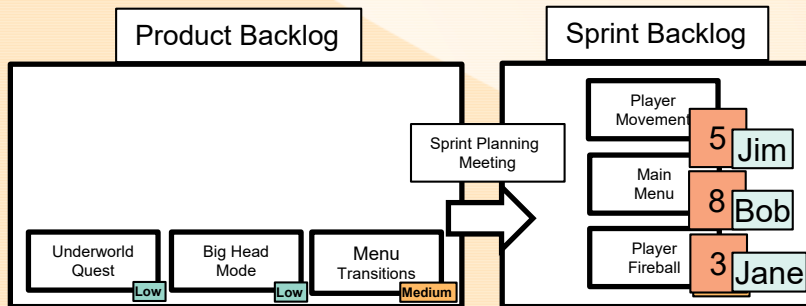 Product Backlog
Sprint Backlog
Sprint Planning
Meeting
Underworld
Quest
Low
Big Head
Mode
Low
Menu
Transitions
Medium
Player
Movement
5
Jim
Main
Menu
8
Bob
Player
Fireball
3
Jane